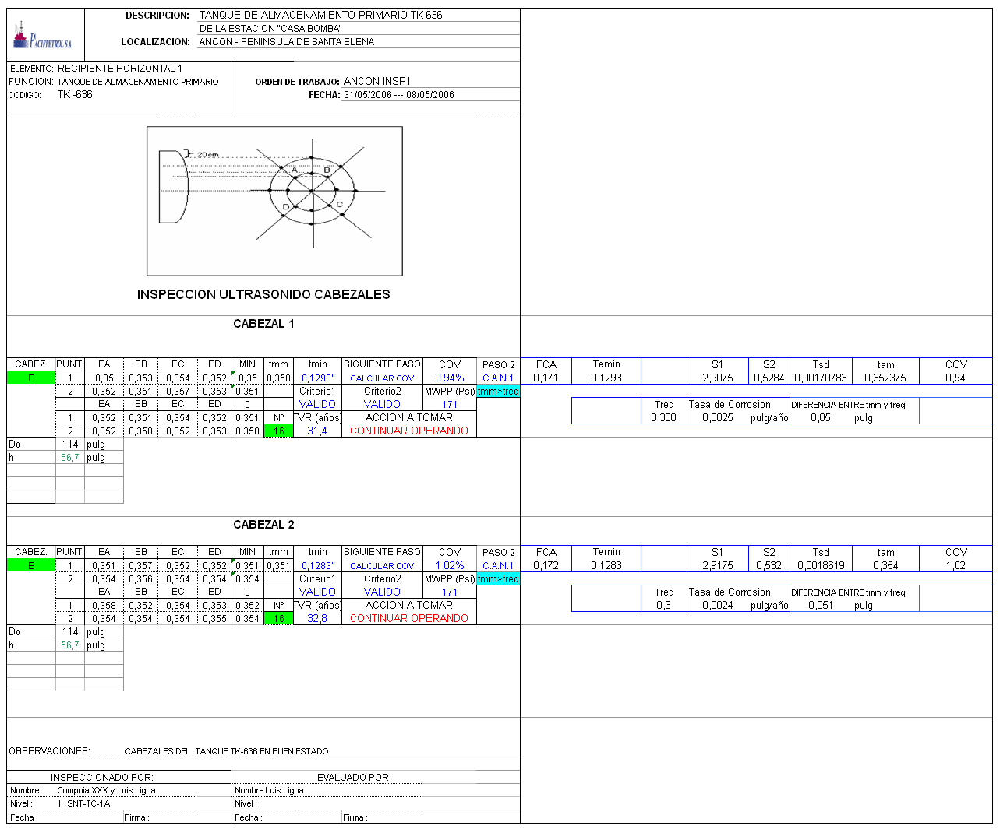 PACIFPETROL S.A.
DESCRIPCION: TANQUE DE ALMACENAMIENTO PRIMARIO TK-636
DE LA ESTACION "CASA BOMBA"
LOCALIZACION: ANCON - PENINSULA DE SANTA ELENA
ELEMENTO: RECIPIENTE HORIZONTAL 1
FUNCIÓN: TANQUE DE ALMACENAMIENTO PRIMARIO
ORDEN DE TRABAJO: ANCON INSP1
CODIGO: TK -636
FECHA: 31/05/2006 --- 08/05/2006
20cm
A B
D C
INSPECCION ULTRASONIDO CABEZALES
CABEZAL 1
CABEZ. PUNT. EA EB EC ED MIN tmm tmin SIGUIENTE PASO COV PASO 2 FCA Temin S1 S2 Tsd tam COV
E 1 0,35 0,353 0,354 0,352 0,35 0,350 0,1293" CALCULAR COV 0,94% C.A.N.1 0,171 0,1293 2,9075 0,5284 0,00170783 0,352375 0,94
2 0,352 0,351 0,357 0,353 0,351 Criterio1 Criterio2 MWPP (Psi) tmm>treq
EA EB EC ED 0 VALIDO VALIDO 171 Treq Tasa de Corrosion DIFERENCIA ENTRE tmm y treq
1 0,352 0,351 0,354 0,352 0,351 Nº TVR (años) ACCION A TOMAR 0,300 0,0025 pulg/año 0,05 pulg
2 0,352 0,350 0,352 0,353 0,350 16 31,4 CONTINUAR OPERANDO
Do 114 pulg
h 56,7 pulg
CABEZAL 2
CABEZ. PUNT. EA EB EC ED MIN tmm tmin SIGUIENTE PASO COV PASO 2 FCA Temin S1 S2 Tsd tam COV
E 1 0,351 0,357 0,352 0,352 0,351 0,351 0,1283" CALCULAR COV 1,02% C.A.N.1 0,172 0,1283 2,9175 0,532 0,0018619 0,354 1,02
2 0,354 0,356 0,354 0,354 0,354 Criterio1 Criterio2 MWPP (Psi) tmm>treq
EA EB EC ED 0 VALIDO VALIDO 171 Treq Tasa de Corrosion DIFERENCIA ENTRE tmm y treq
1 0,358 0,352 0,354 0,353 0,352 Nº TVR (años) ACCION A TOMAR 0,3 0,0024 pulg/año 0,051 pulg
2 0,354 0,354 0,354 0,355 0,354 16 32,8 CONTINUAR OPERANDO
Do 114 pulg
h 56,7 pulg
OBSERVACIONES: CABEZALES DEL TANQUE TK-636 EN BUEN ESTADO
INSPECCIONADO POR: EVALUADO POR:
Nombre : Compnia XXX y Luis Ligna Nombre Luis Ligna
Nivel : II SNT-TC-1A Nivel :
Fecha : Firma : Fecha : Firma :